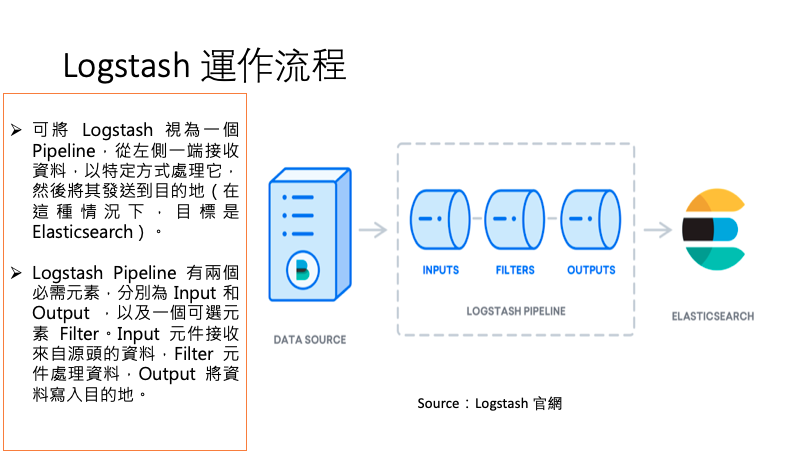 Logstash 運作流程
➢ 可將 Logstash 視為一個
Pipeline，從左側一端接收
資料，以特定方式處理它，
然後將其發送到目的地（在
這種情況下，目標是
Elasticsearch）。
➢ Logstash Pipeline 有兩個
必需元素，分別為 Input 和
Output ，以及一個可選元
素 Filter。Input 元件接收
來自源頭的資料，Filter 元
件處理資料，Output 將資
料寫入目的地。
INPUTS
FILTERS
OUTPUTS
LOGSTASH PIPELINE
DATA SOURCE
ELASTICSEARCH
Source：Logstash 官網